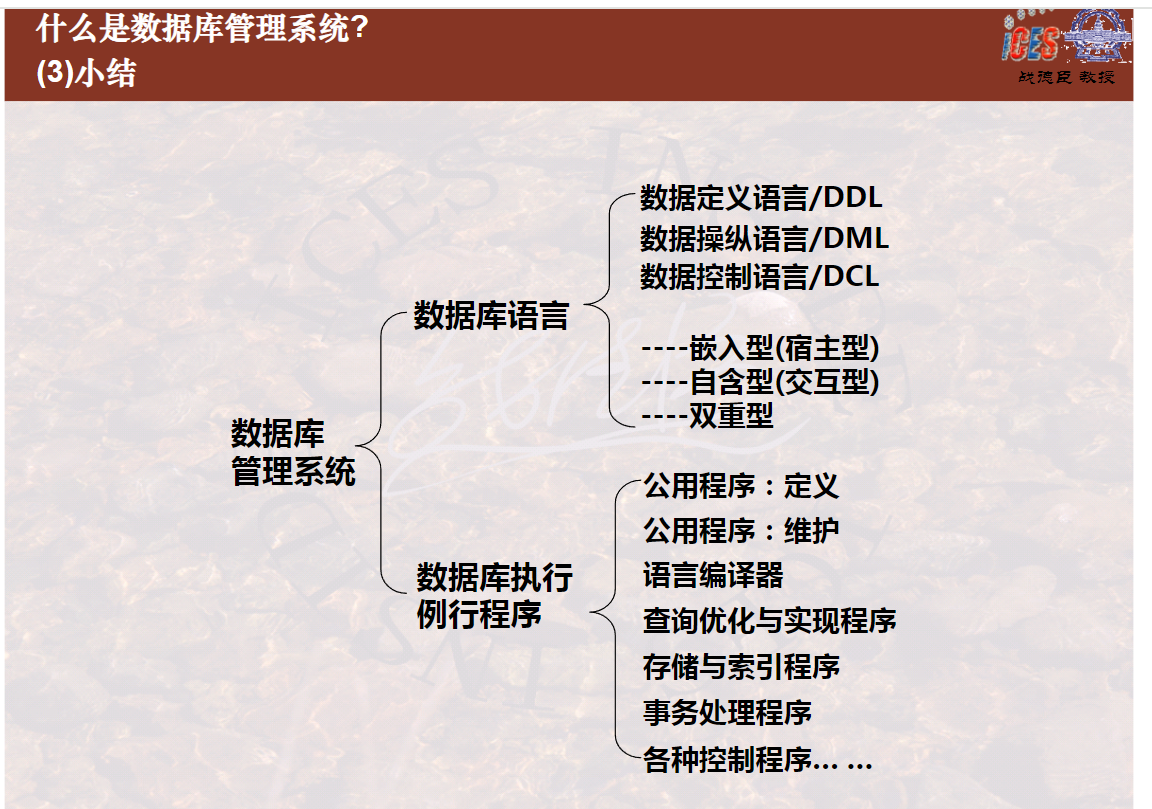 什么是数据库管理系统?
(3)小结
iCES
战德臣 教授
数据定义语言/DDL
数据操纵语言/DML
数据控制语言/DCL
数据库语言
----嵌入型(宿主型)
----自含型(交互型)
----双重型
数据库
管理系统
公用程序：定义
公用程序：维护
数据库执行
例行程序
语言编译器
查询优化与实现程序
存储与索引程序
事务处理程序
各种控制程序… …